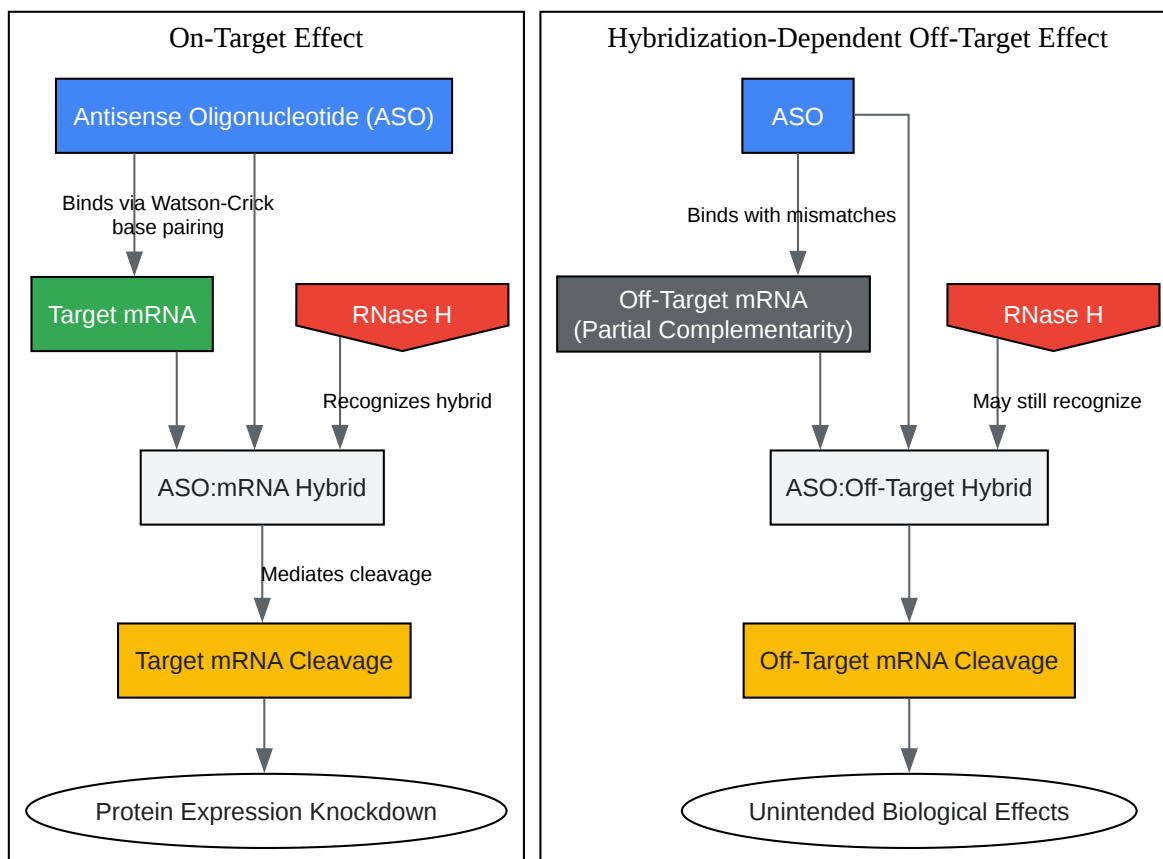 On-Target Effect
Antisense Oligonucleotide (ASO)
Binds via Watson-Crick
base pairing
Target mRNA
RNase H
Recognizes hybrid
ASO:mRNA Hybrid
Mediates cleavage
Target mRNA Cleavage
Protein Expression Knockdown
Hybridization-Dependent Off-Target Effect
ASO
Binds with mismatches
Off-Target mRNA
(Partial Complementarity)
RNase H
May still recognize
ASO:Off-Target Hybrid
Off-Target mRNA Cleavage
Unintended Biological Effects